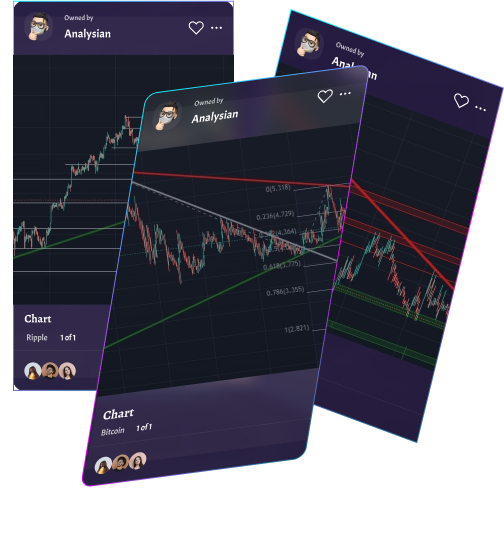 Owned by
Analysian
Chart
Ripple 1 of 1
Owned by
Analysian
0(5.318)
0.236(4.729)
0.618(3.775)
0.786(3.355)
1(2.821)
Chart
Bitcoin 1 of 1
Owned by